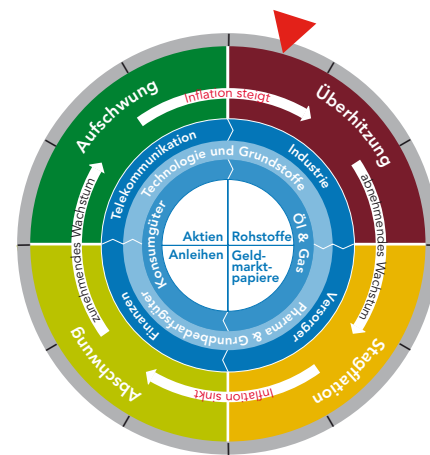 Aufschwung
Inflation steigt
Überhitzung
abnehmendes Wachstum
Stagflation
Inflation sinkt
Abschwung
zunehmendes Wachstum
Telekommunikation
Industrie
Versorger
Finanzen
Technologie und Grundstoffe
Öl & Gas
Pharma & Grundbedarfsgüter
Konsumgüter
Aktien
Rohstoffe
Anleihen
Geld-
markt-
papiere